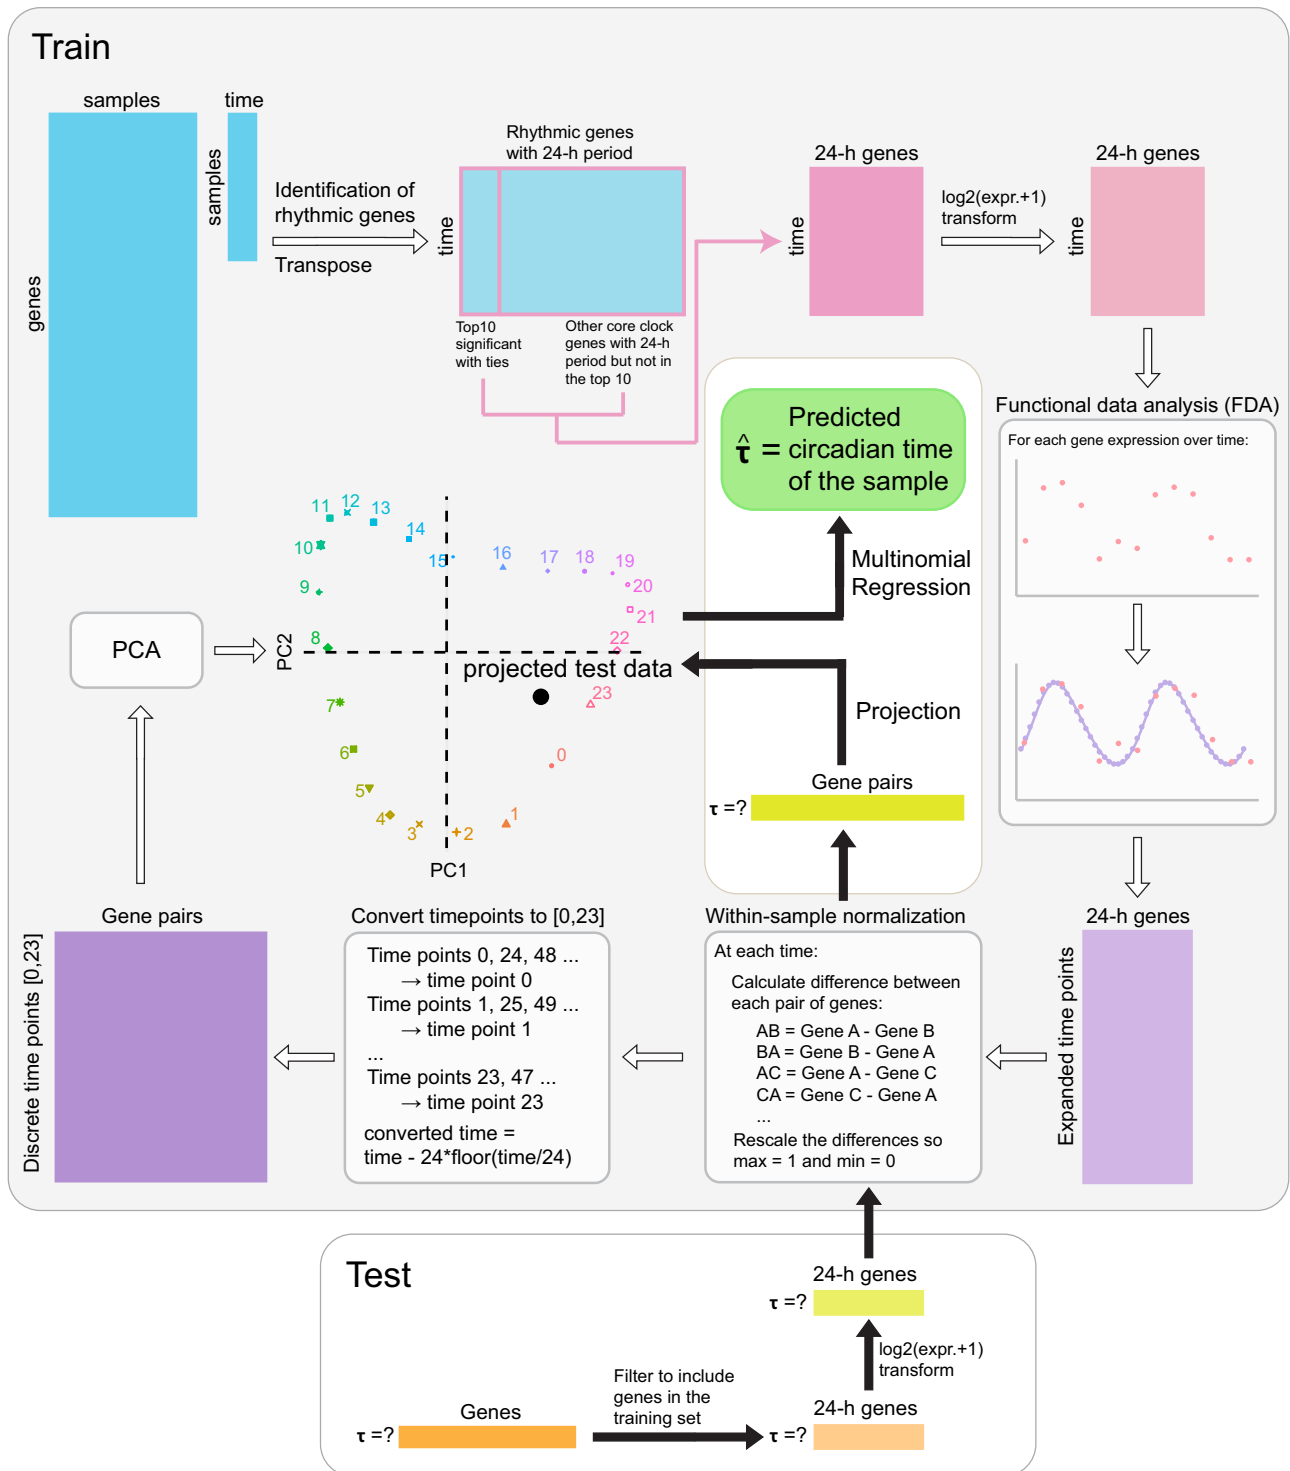 Train
samples
time
genes
samples
Identification of
rhythmic genes
Transpose
Rhythmic genes
with 24-h period
time
Top10
significant
with ties
Other core clock
genes with 24-h
period but not in
the top 10
24-h genes
time
log2(expr.+1)
transform
24-h genes
time
Functional data analysis (FDA)
For each gene expression over time:
Predicted
τ̂ = circadian time
of the sample
Multinomial
Regression
Projection
Gene pairs
τ =?
PCA
PC2
PC1
11
12
13
14
15
16
17
18
19
20
21
22
23
10
9
8
7
6
5
4
3
2
1
0
projected test data
Gene pairs
Discrete time points [0,23]
Convert timepoints to [0,23]
Time points 0, 24, 48 ...
→ time point 0
Time points 1, 25, 49 ...
→ time point 1
...
Time points 23, 47 ...
→ time point 23
converted time =
time - 24*floor(time/24)
Within-sample normalization
At each time:
Calculate difference between
each pair of genes:
AB = Gene A - Gene B
BA = Gene B - Gene A
AC = Gene A - Gene C
CA = Gene C - Gene A
...
Rescale the differences so
max = 1 and min = 0
24-h genes
Expanded time points
Test
24-h genes
τ =?
log2(expr.+1)
transform
Filter to include
genes in the
training set
Genes
τ =?
24-h genes
τ =?